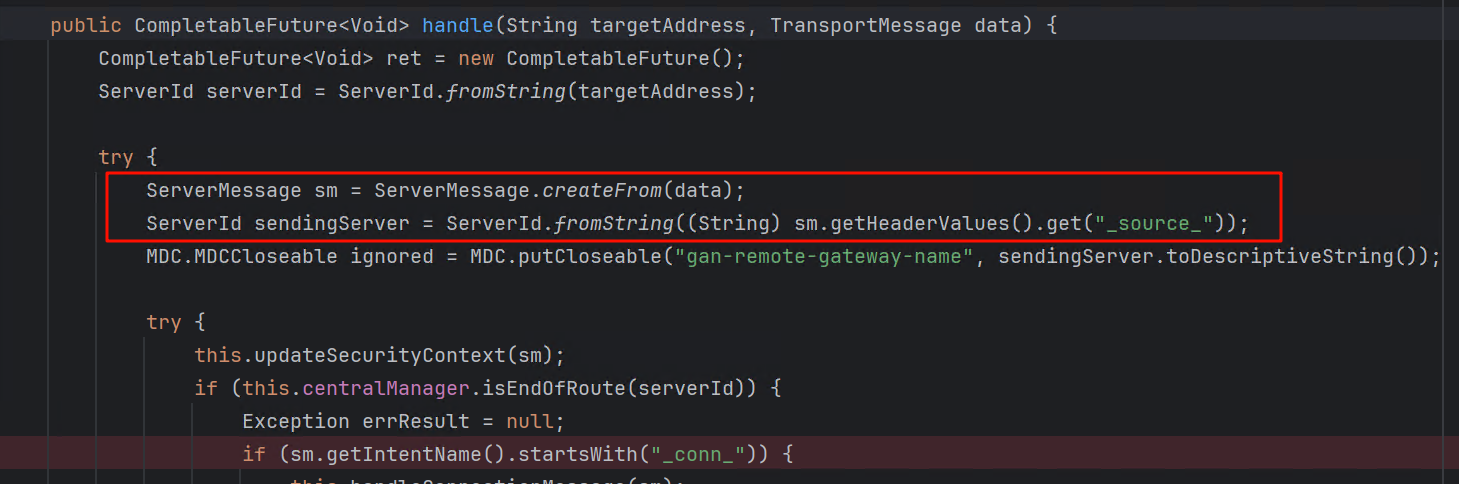 public CompletableFuture<Void> handle(String targetAddress, TransportMessage data) {
CompletableFuture<Void> ret = new CompletableFuture();
ServerId serverId = ServerId.fromString(targetAddress);
try {
ServerMessage sm = ServerMessage.createFrom(data);
ServerId sendingServer = ServerId.fromString((String) sm.getHeaderValues().get("_source_"));
MDC.MDCCloseable ignored = MDC.putCloseable("gan-remote-gateway-name", sendingServer.toDescriptiveString());
try {
this.updateSecurityContext(sm);
if (this.centralManager.isEndOfRoute(serverId)) {
Exception errResult = null;
if (sm.getIntentName().startsWith("_conn_")) {
this.handleConnectionMessage(sm);